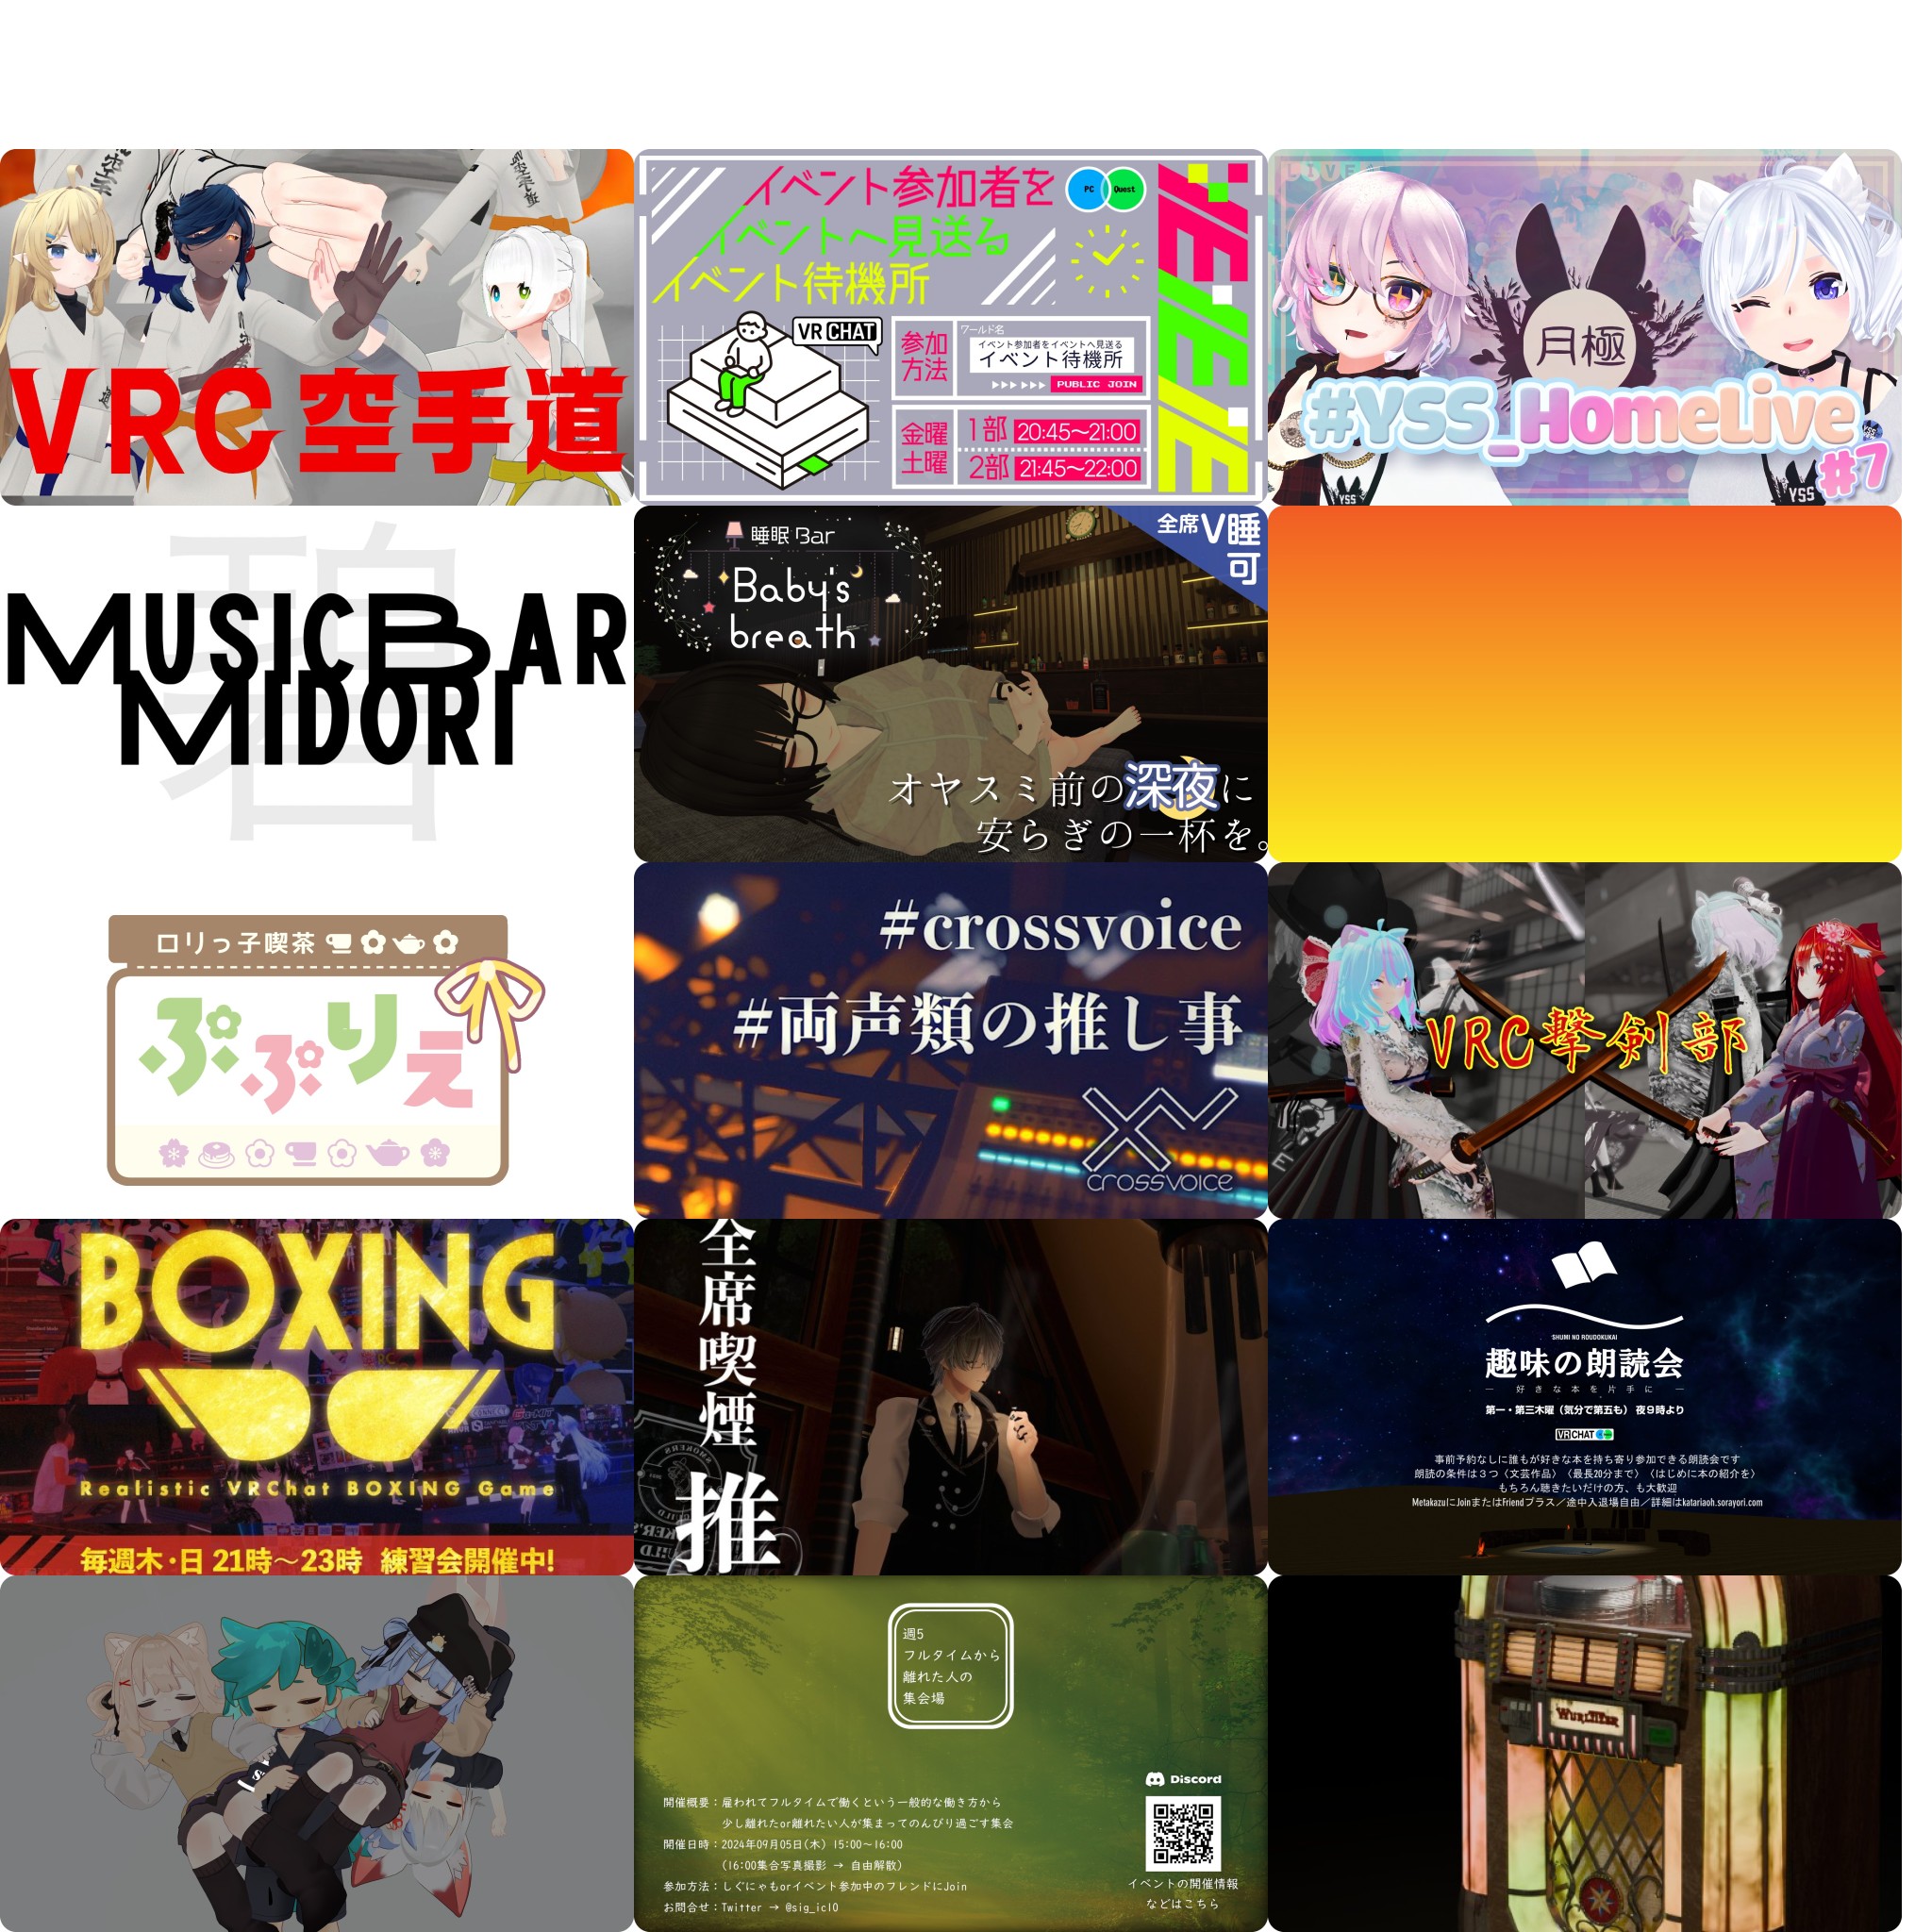 VRC空手道
イベント参加者を
イベントへ見送る
イベント待機所
PC
Quest
VRCHAT
参加
方法
ワールド名
イベント参加者をイベントへ見送る
イベント待機所
PUBLIC JOIN
金曜
土曜
1部 20:45〜21:00
2部 21:45〜22:00
LIVE
月極
#YSS_HomeLive
#7
YSS
YSS
碧
MUSICBAR
MIDORI
睡眠 Bar
Baby's
breath
全席V睡
可
オヤスミ前の深夜に
安らぎの一杯を。
ロリっ子喫茶
ぷぷりえ
#crossvoice
#両声類の推し事
crossvoice
VRC撃剣部
BOXING
Realistic VRChat BOXING Game
毎週木・日 21時〜23時 練習会開催中!
全席喫煙
推
SHUMI NO ROUDOKUKAI
趣味の朗読会
― 好きな本を片手に ―
第一・第三木曜（気分で第五も） 夜9時より
VRCHAT
事前予約なしに誰もが好きな本を持ち寄り参加できる朗読会です
朗読の条件は3つ〈文芸作品〉〈最長20分まで〉〈はじめに本の紹介を〉
もちろん聴きたいだけの方、も大歓迎
MetakazuにJoinまたはFriendプラス／途中入退場自由／詳細はkatariaoh.sorayori.com
週5
フルタイムから
離れた人の
集会場
開催概要：雇われてフルタイムで働くという一般的な働き方から
少し離れたor離れたい人が集まってのんびり過ごす集会
開催日時：2024年09月05日(木) 15:00~16:00
(16:00集合写真撮影 → 自由解散)
参加方法：しぐにゃもorイベント参加中のフレンドにJoin
お問合せ：Twitter → @sig_icl0
Discord
イベントの開催情報
などはこちら
WURLITZER